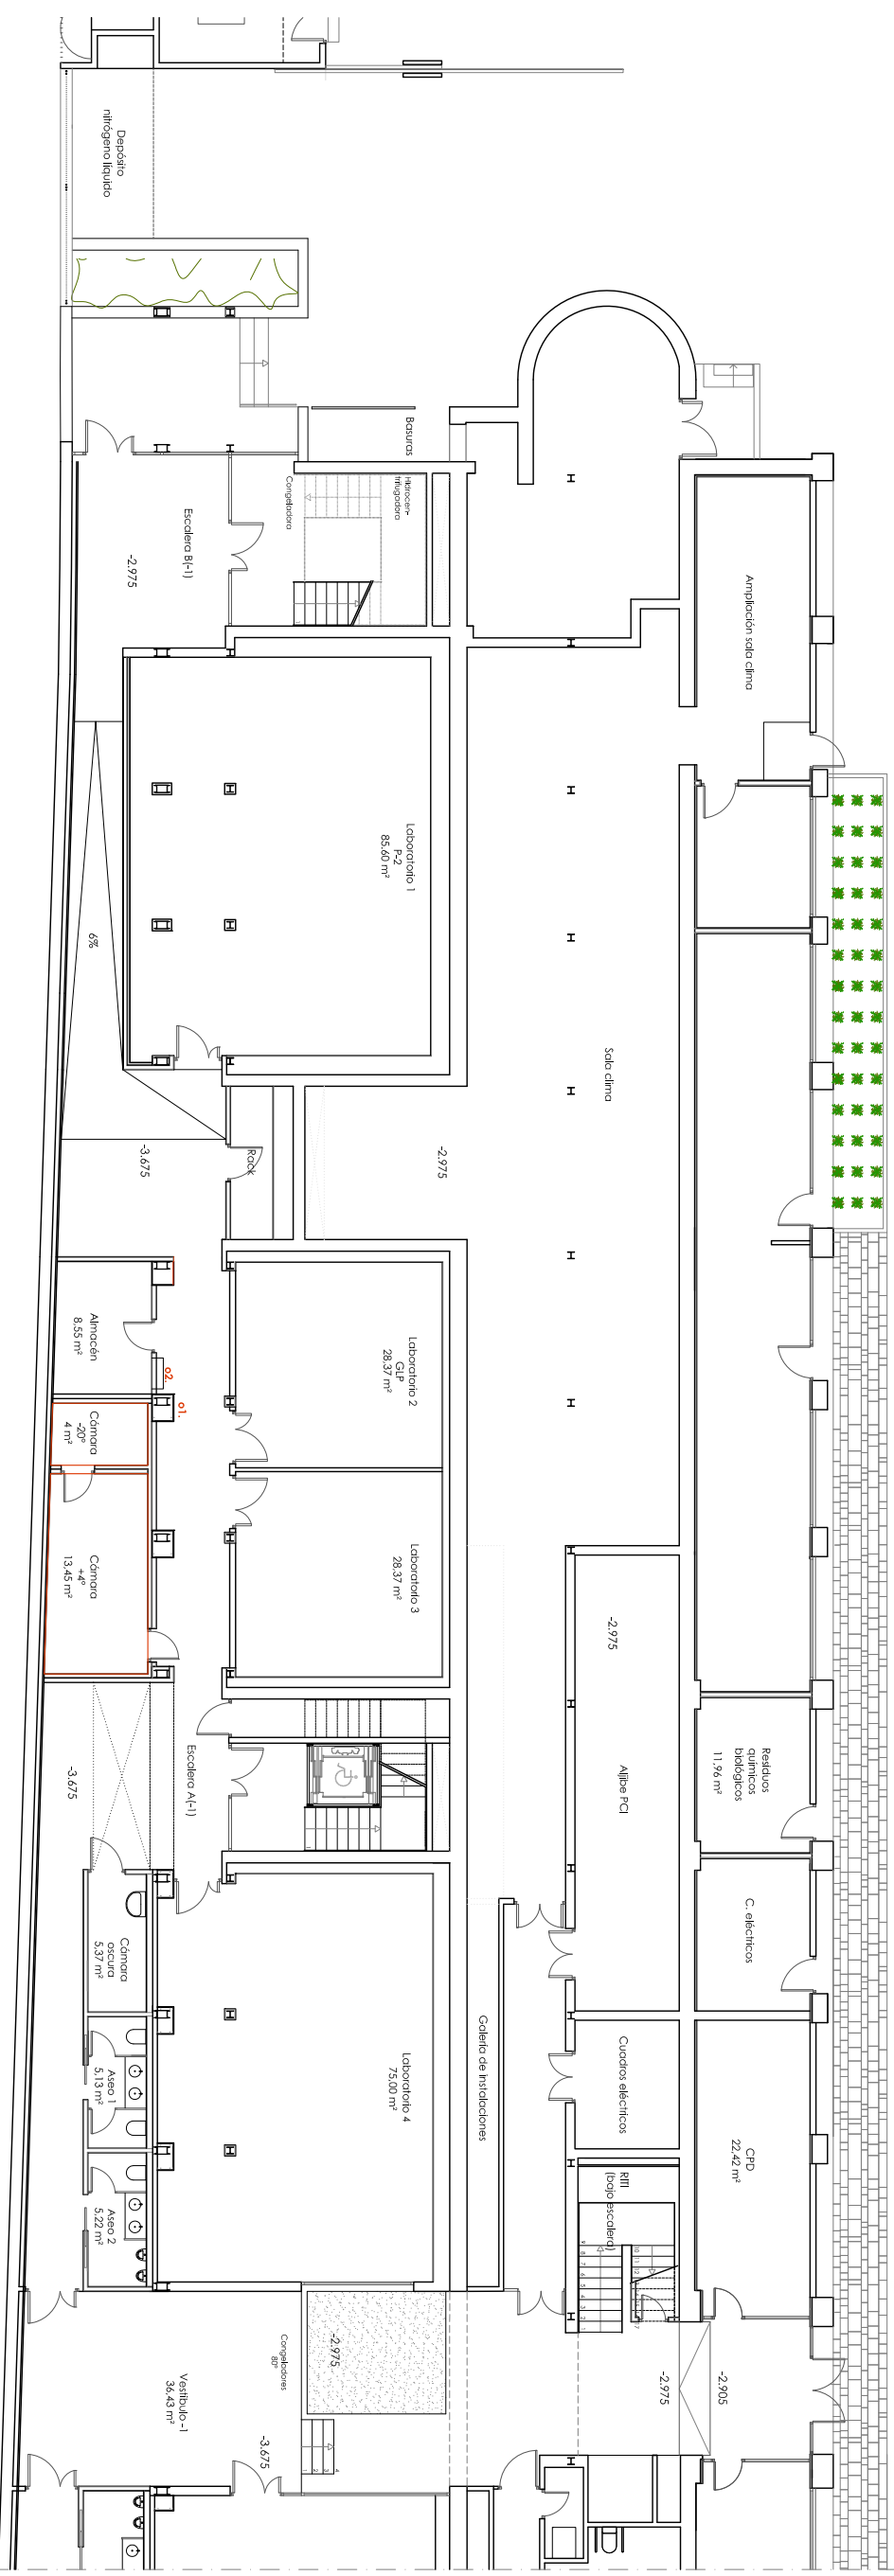 Depósito
nitrógeno líquido
Basuras
Hidrocen-
trifugadora
Congeladora
Escalera B(-1)
-2.975
Ampliación sala clima
Laboratorio 1
P-2
85.60 m²
6%
Sala clima
-2.975
Rack
-3.675
Almacén
8,55 m²
o2.
o1.
Laboratorio 2
GLP
28,37 m²
Cámara
-20º
4 m²
Cámara
+4º
13,45 m²
Laboratorio 3
28,37 m²
-2.975
Aljibe PCI
Residuos
químicos
biológicos
11,96 m²
Escalera A(-1)
-3.675
C. eléctricos
Cámara
oscura
5,37 m²
Aseo 1
5,13 m²
Aseo 2
5.22 m²
Laboratorio 4
75,00 m²
Galería de instalaciones
Cuadros eléctricos
CPD
22,42 m²
RITI
(bajo escalera)
-2.975
Congeladores
80º
Vestíbulo -1
36,43 m²
-3.675
-2.975
-2.905